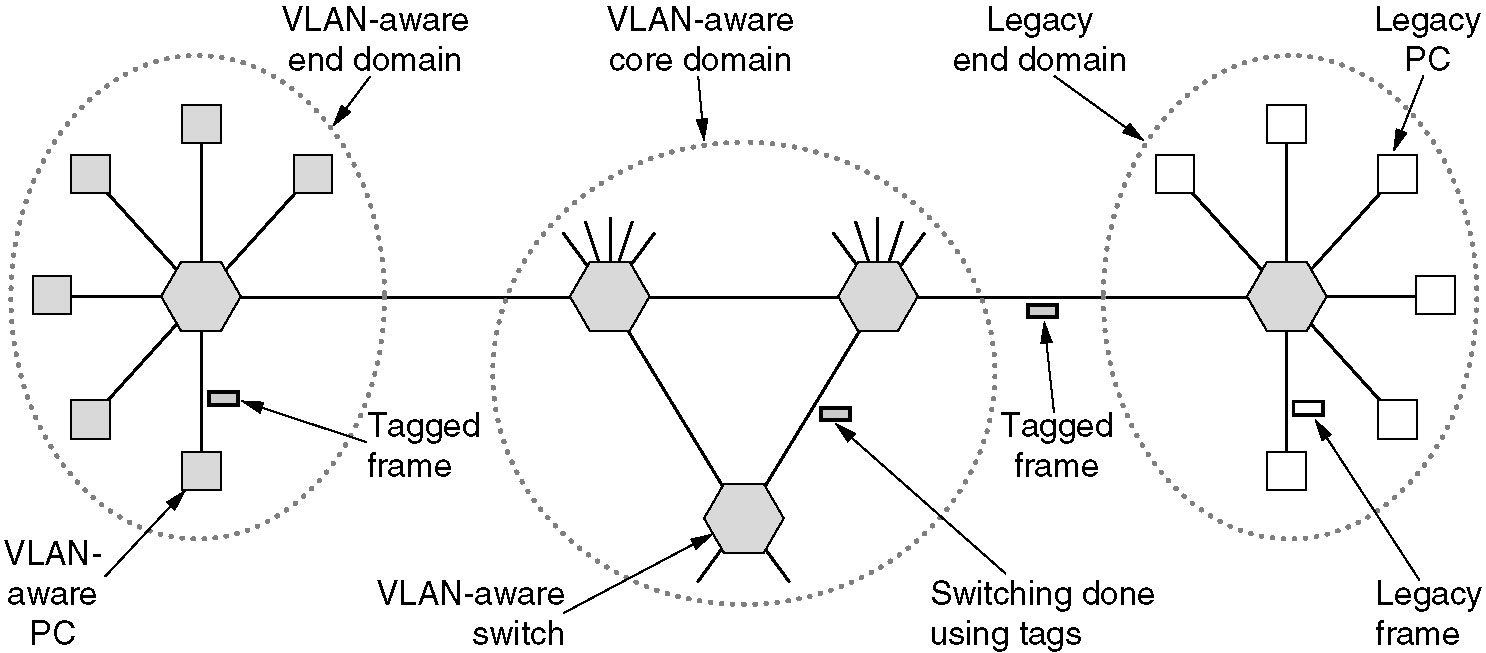 VLAN-aware
end domain
VLAN-aware
core domain
Legacy
end domain
Legacy
PC
Tagged
frame
Tagged
frame
VLAN-
aware
PC
VLAN-aware
switch
Switching done
using tags
Legacy
frame